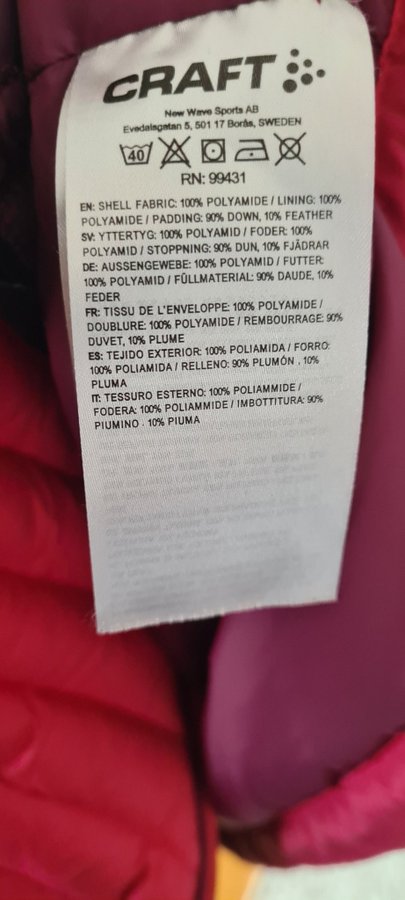 CRAFT
New Wave Sports AB
Evedalsgatan 5, 501 17 Borås, SWEDEN
40
RN: 99431
EN: SHELL FABRIC: 100% POLYAMIDE / LINING: 100%
POLYAMIDE / PADDING: 90% DOWN, 10% FEATHER
SV: YTTERTYG: 100% POLYAMID / FODER: 100%
POLYAMID / STOPPNING: 90% DUN, 10% FJÄDRAR
DE: AUSSENGEWEBE: 100% POLYAMID / FUTTER:
100% POLYAMID / FÜLLMATERIAL: 90% DAUDE, 10%
FEDER
FR: TISSU DE L'ENVELOPPE: 100% POLYAMIDE /
DOUBLURE: 100% POLYAMIDE / REMBOURRAGE: 90%
DUVET, 10% PLUME
ES: TEJIDO EXTERIOR: 100% POLIAMIDA / FORRO:
100% POLIAMIDA / RELLENO: 90% PLUMÓN , 10%
PLUMA
IT: TESSURO ESTERNO: 100% POLIAMMIDE /
FODERA: 100% POLIAMMIDE / IMBOTTITURA: 90%
PIUMINO , 10% PIUMA